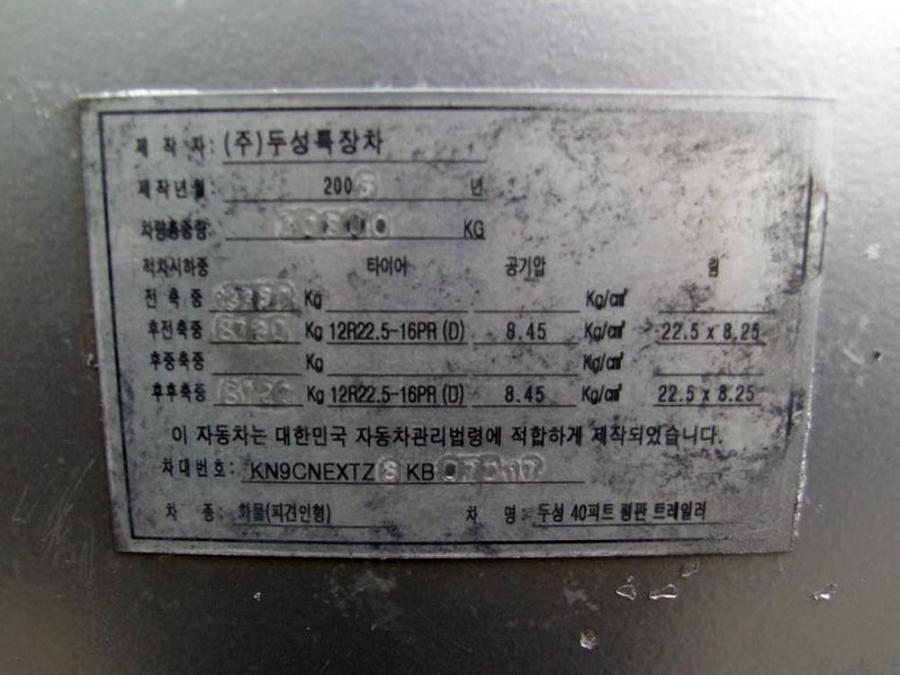 제 작 자: (주)두성특장차
제작년월: 년
차량총중량: KG
적차시하중 타이어 공기압 림
전 축 중 Kg Kg/㎠
후전축중 Kg 12R22.5-16PR (D) 8.45 Kg/㎠ 22.5 x 8.25
후중축중 Kg Kg/㎠
후후축중 Kg 12R22.5-16PR (D) 8.45 Kg/㎠ 22.5 x 8.25
이 자동차는 대한민국 자동차관리법령에 적합하게 제작되었습니다.
차대번호:
차 종: 화물(피견인형) 차 명: 두성 40피트 평판 트레일러